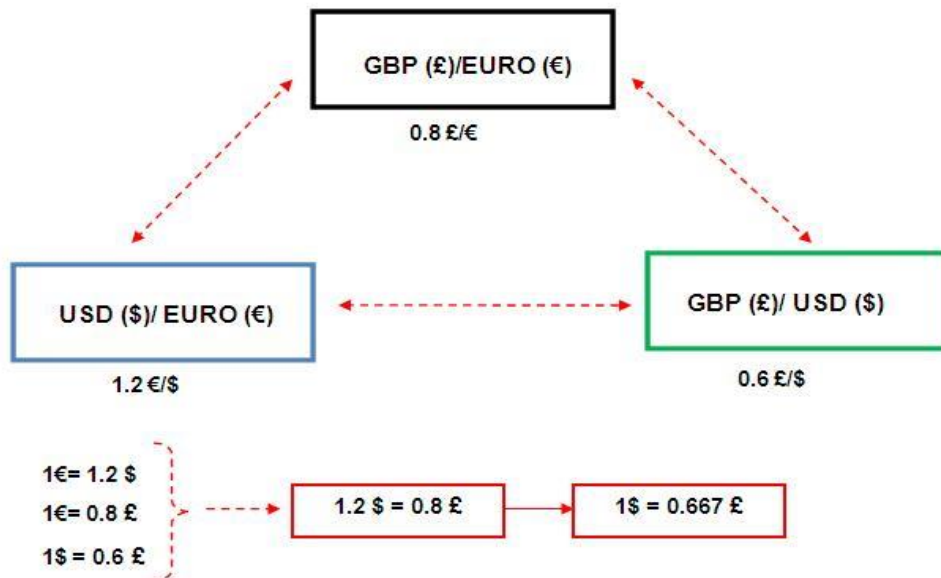 GBP (£)/EURO (€)
0.8 £/€
USD ($)/ EURO (€)
1.2 €/$
GBP (£)/ USD ($)
0.6 £/$
1€= 1.2 $
1€= 0.8 £
1$ = 0.6 £
1.2 $ = 0.8 £
1$ = 0.667 £